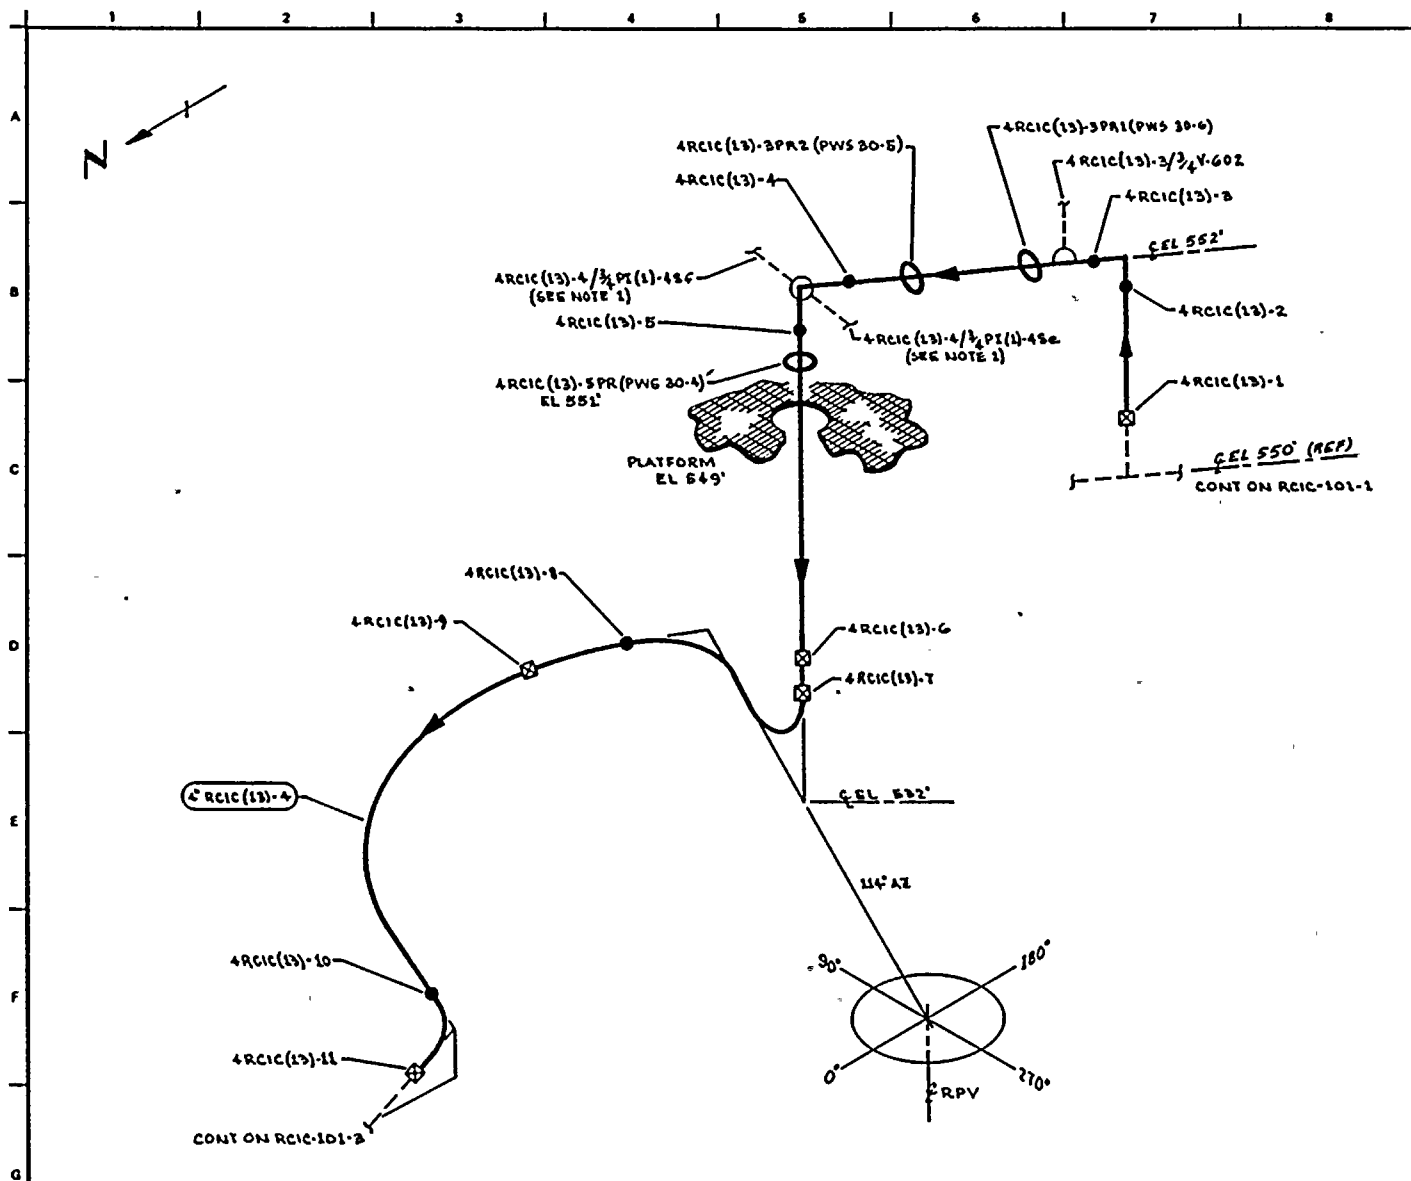 1 2 3 4 5 6 7 8
A
B
C
D
E
F
G
N
4RCIC(13)-3PR2(PWS 30-5)
4RCIC(13)-4
4RCIC(13)-3PR1(PWS 30-6)
4RCIC(13)-3/¾V-602
4RCIC(13)-3
℄ EL 552'
4RCIC(13)-4/¾PI(1)-48f
(SEE NOTE 1)
4RCIC(13)-5
4RCIC(13)-2
4RCIC(13)-4/¾PI(1)-48e
(SEE NOTE 1)
4RCIC(13)-5PR(PWS 30-4)
EL 551'
4RCIC(13)-1
PLATFORM
EL 549'
℄ EL 550' (REF)
CONT ON RCIC-101-1
4RCIC(13)-8
4RCIC(13)-9
4RCIC(13)-6
4RCIC(13)-7
4" RCIC(13)-4
℄ EL 532'
114° AZ
4RCIC(13)-10
90°
180°
4RCIC(13)-11
0°
270°
℄ RPV
CONT ON RCIC-101-3